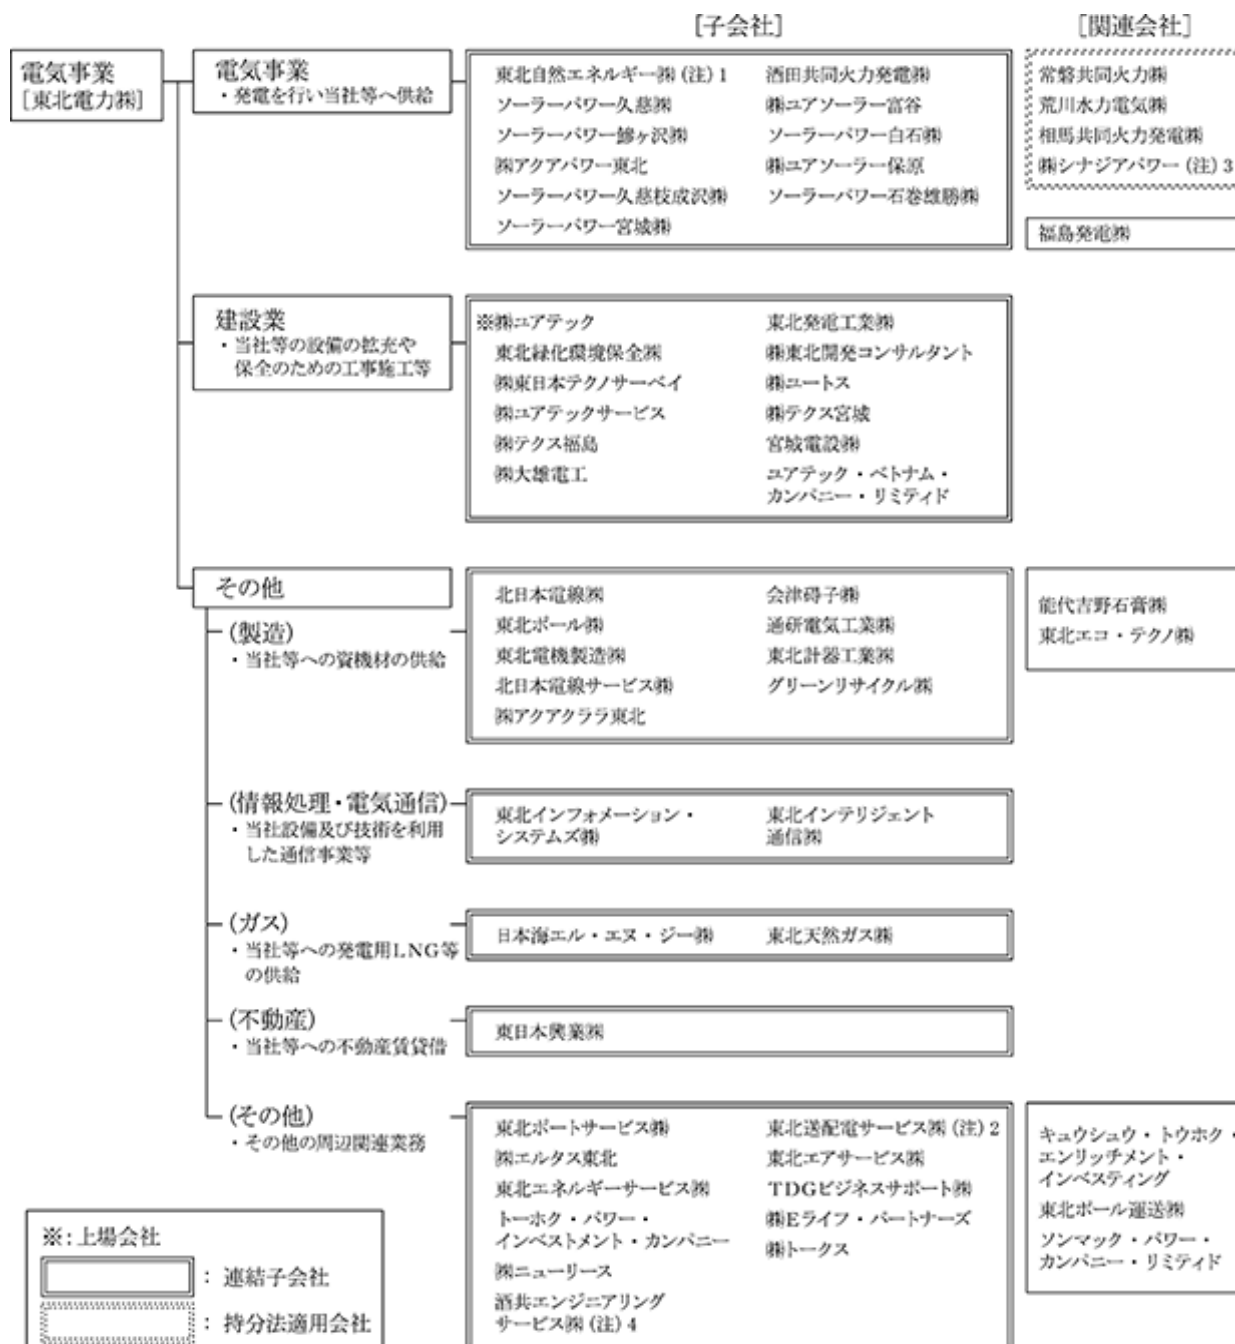 [子会社]
[関連会社]
電気事業
[東北電力㈱]
電気事業
・発電を行い当社等へ供給
東北自然エネルギー㈱ (注) 1
酒田共同火力発電㈱
ソーラーパワー久慈㈱
㈱ユアソーラー富谷
ソーラーパワー鰺ヶ沢㈱
ソーラーパワー白石㈱
㈱アクアパワー東北
㈱ユアソーラー保原
ソーラーパワー久慈枝成沢㈱
ソーラーパワー石巻雄勝㈱
ソーラーパワー宮城㈱
常磐共同火力㈱
荒川水力電気㈱
相馬共同火力発電㈱
㈱シナジアパワー (注) 3
福島発電㈱
建設業
・当社等の設備の拡充や
保全のための工事施工等
※㈱ユアテック
東北発電工業㈱
東北緑化環境保全㈱
㈱東北開発コンサルタント
㈱東日本テクノサーベイ
㈱ユートス
㈱ユアテックサービス
㈱テクス宮城
㈱テクス福島
宮城電設㈱
㈱大雄電工
ユアテック・ベトナム・
カンパニー・リミティド
その他
(製造)
・当社等への資機材の供給
北日本電線㈱
会津碍子㈱
東北ポール㈱
通研電気工業㈱
東北電機製造㈱
東北計器工業㈱
北日本電線サービス㈱
グリーンリサイクル㈱
㈱アクアクララ東北
能代吉野石膏㈱
東北エコ・テクノ㈱
(情報処理・電気通信)
・当社設備及び技術を利用
した通信事業等
東北インフォメーション・
システムズ㈱
東北インテリジェント
通信㈱
(ガス)
・当社等への発電用LNG等
の供給
日本海エル・エヌ・ジー㈱
東北天然ガス㈱
(不動産)
・当社等への不動産賃貸借
東日本興業㈱
(その他)
・その他の周辺関連業務
東北ポートサービス㈱
東北送配電サービス㈱ (注) 2
㈱エルタス東北
東北エアサービス㈱
東北エネルギーサービス㈱
TDGビジネスサポート㈱
トーホク・パワー・
インベストメント・カンパニー
㈱Eライフ・パートナーズ
㈱トークス
㈱ニューリース
酒共エンジニアリング
サービス㈱ (注) 4
キュウシュウ・トウホク・
エンリッチメント・
インベスティング
東北ポール運送㈱
ソンマック・パワー・
カンパニー・リミティド
※：上場会社
：連結子会社
：持分法適用会社